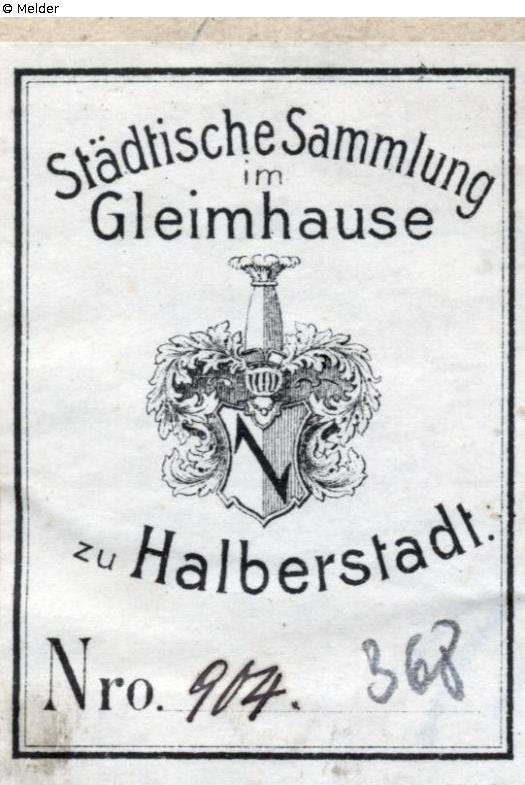 © Melder
Städtische Sammlung
im
Gleimhause
zu Halberstadt.
Nro. 904. 368